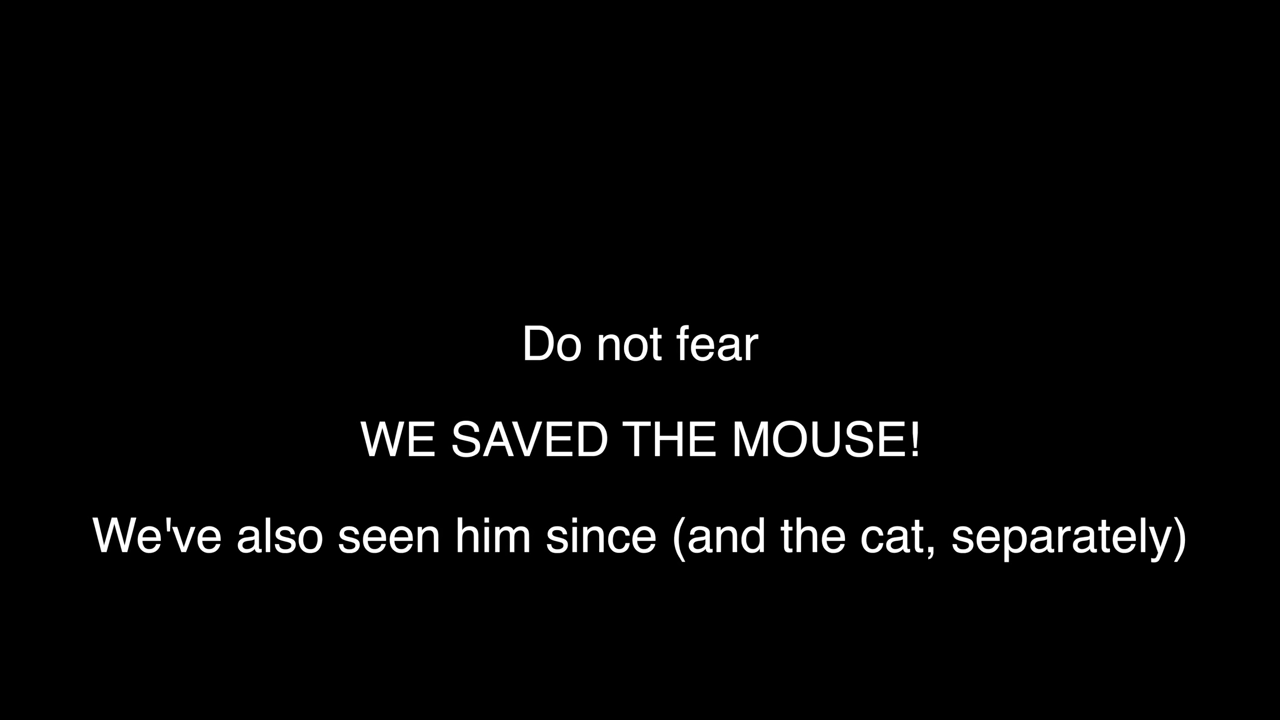 Do not fear
WE SAVED THE MOUSE!
We've also seen him since (and the cat, separately)